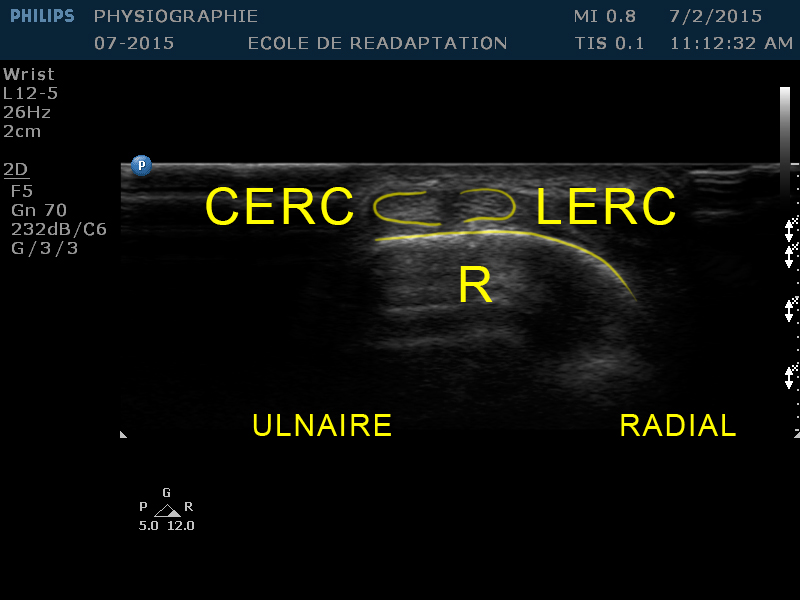 PHILIPS PHYSIOGRAPHIE MI 0.8 7/2/2015
07-2015 ECOLE DE READAPTATION TIS 0.1 11:12:32 AM
Wrist
L12-5
26Hz
2cm
2D
F5
Gn 70
232dB/C6
G/3/3
P
CERC LERC
R
ULNAIRE RADIAL
G
P R
5.0 12.0